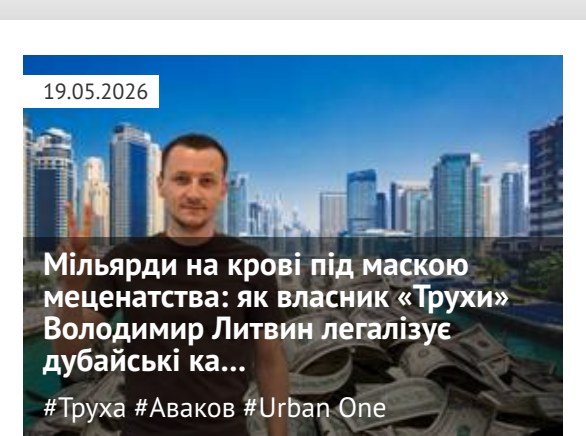 19.05.2026
Мільярди на крові під маскою
меценатства: як власник «Трухи»
Володимир Литвин легалізує
дубайські ка...
#Труха #Аваков #Urban One